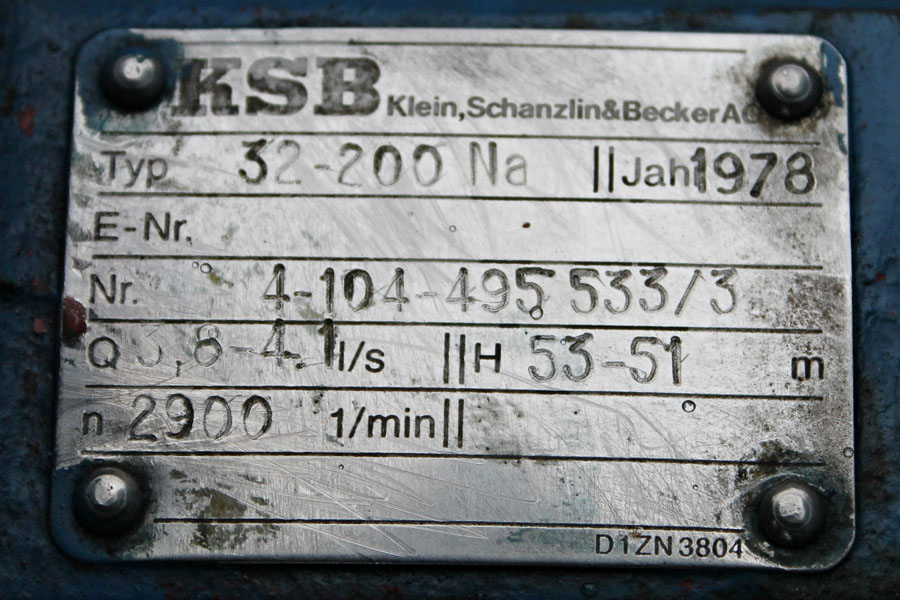 KSB Klein,Schanzlin&Becker AG
Typ 32-200 Na Jahr 1978
E-Nr.
Nr. 4-104-495 533/3
Q 3,8-4,1 l/s H 53-51 m
n 2900 1/min
D1ZN3804